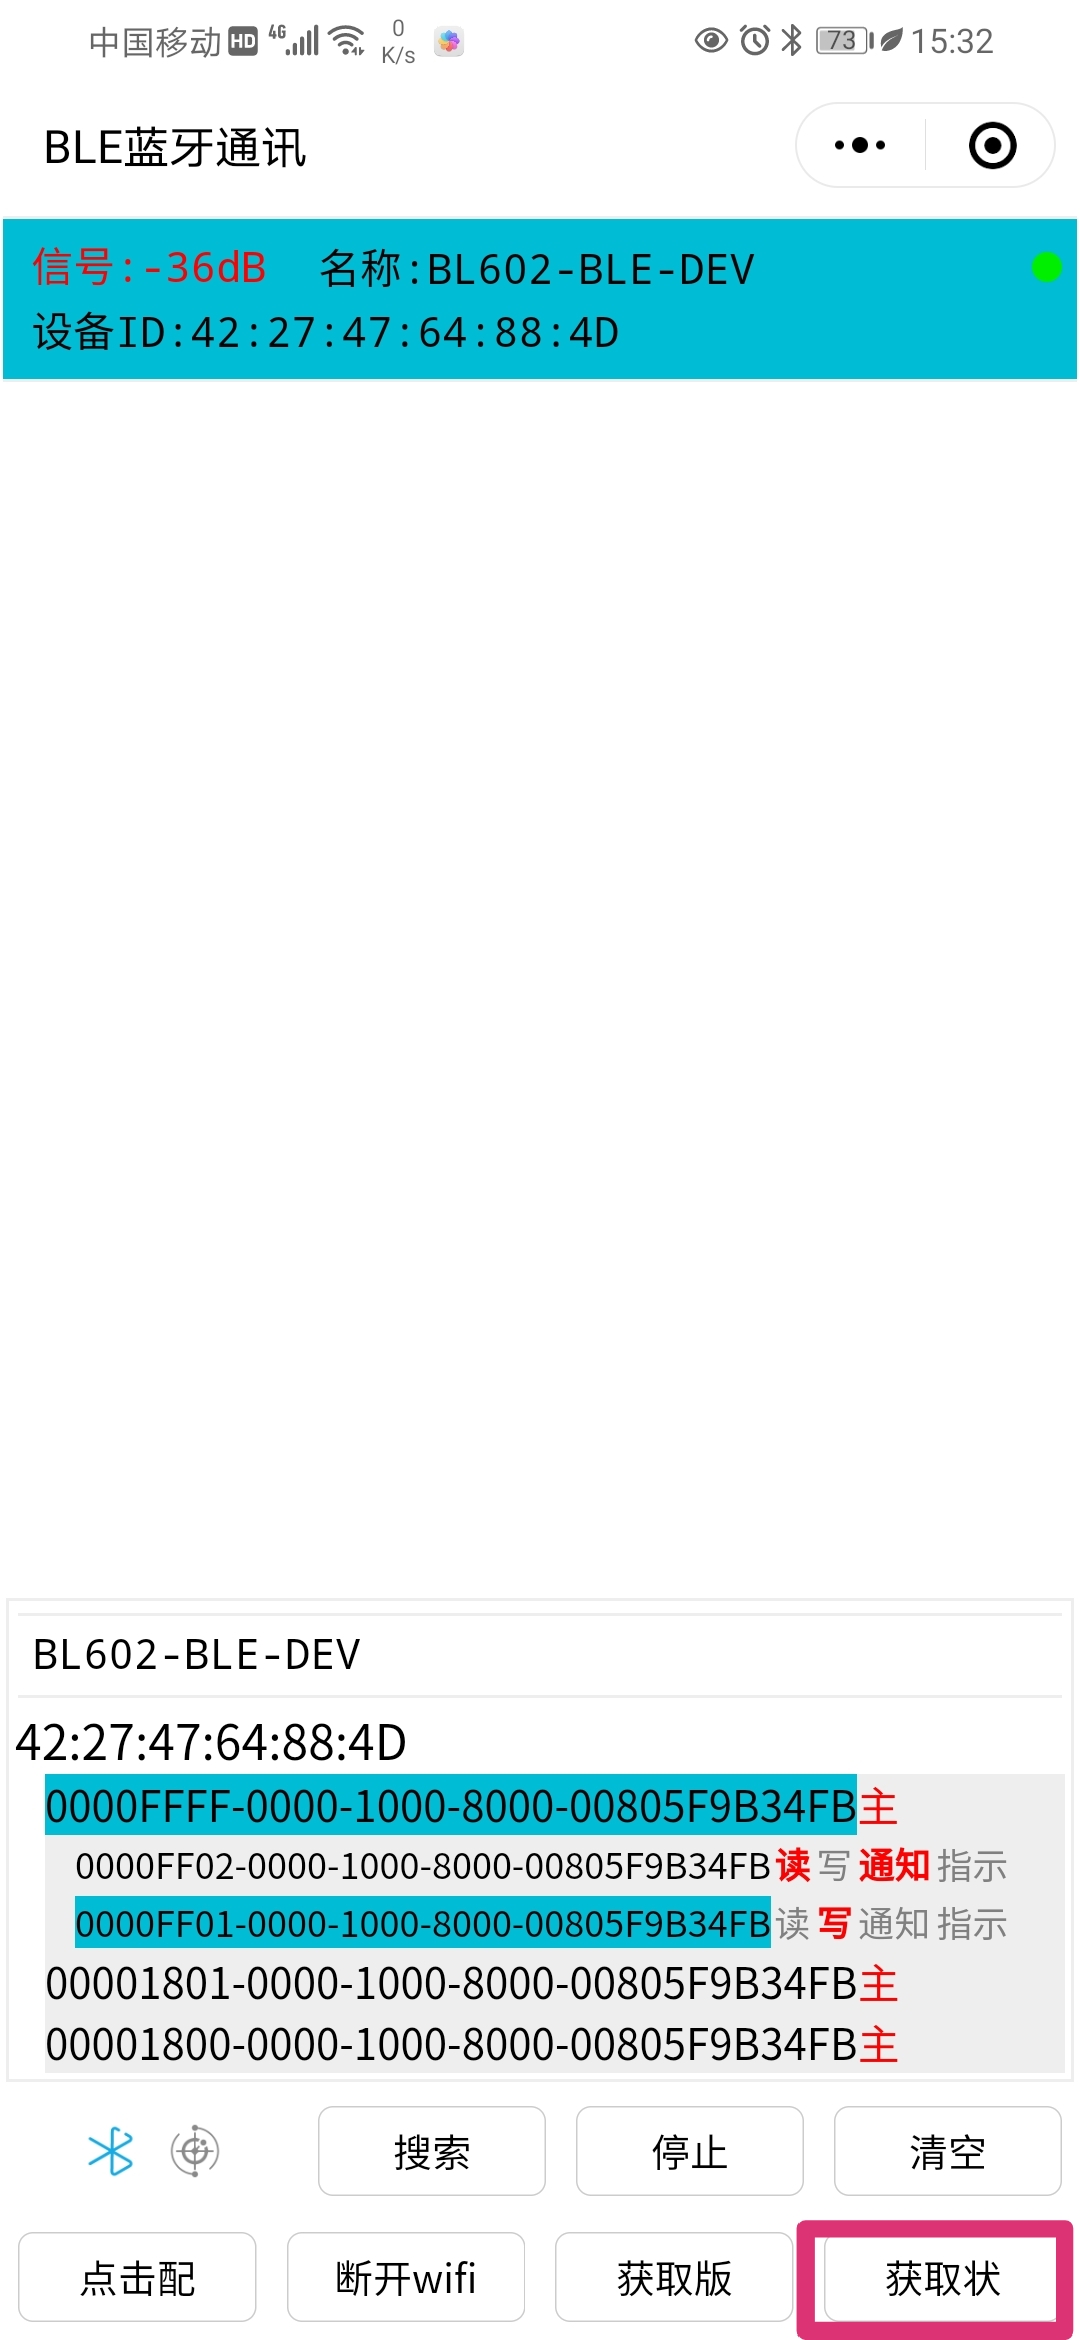 中国移动 HD 4G 0 K/s 73 15:32
BLE蓝牙通讯
信号:-36dB 名称:BL602-BLE-DEV
设备ID:42:27:47:64:88:4D
BL602-BLE-DEV
42:27:47:64:88:4D
0000FFFF-0000-1000-8000-00805F9B34FB主
0000FF02-0000-1000-8000-00805F9B34FB读 写 通知 指示
0000FF01-0000-1000-8000-00805F9B34FB读 写 通知 指示
00001801-0000-1000-8000-00805F9B34FB主
00001800-0000-1000-8000-00805F9B34FB主
搜索 停止 清空
点击配 断开wifi 获取版 获取状